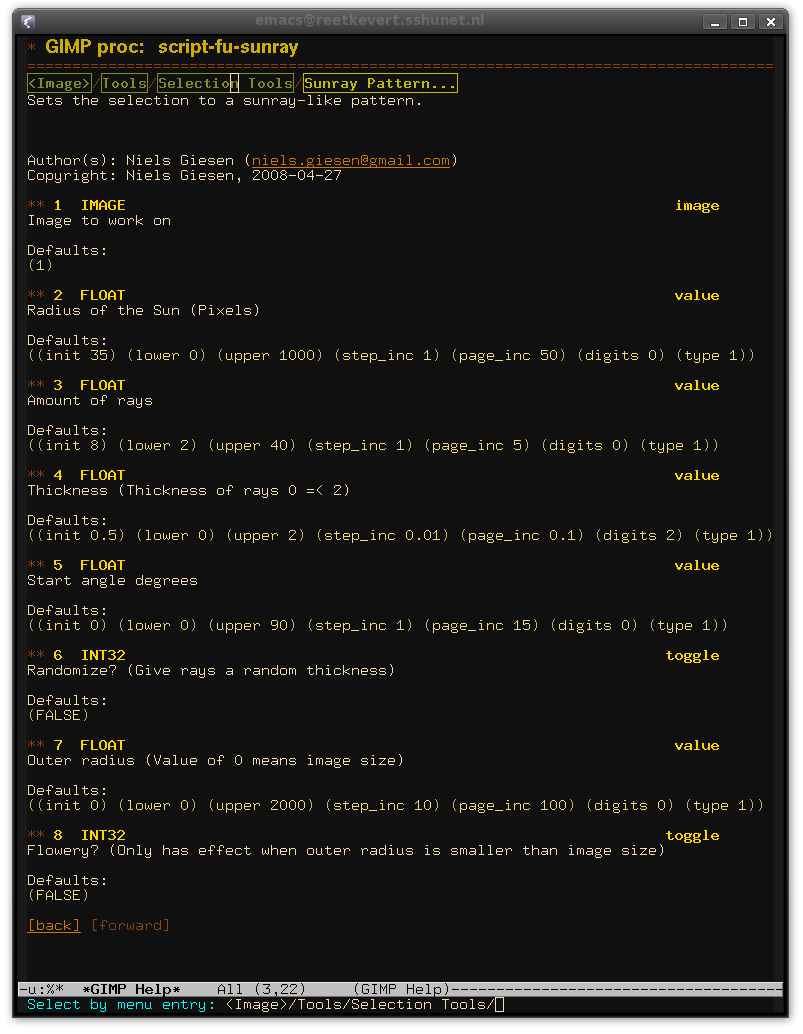 emacs@reetkevert.sshunet.nl
* GIMP proc:  script-fu-sunray
===================================================================================
<Image>/Tools/Selection Tools/Sunray Pattern...
Sets the selection to a sunray-like pattern.
Author(s): Niels Giesen (niels.giesen@gmail.com)
Copyright: Niels Giesen, 2008-04-27
** 1  IMAGE image
Image to work on
Defaults:
(1)
** 2  FLOAT value
Radius of the Sun (Pixels)
Defaults:
((init 35) (lower 0) (upper 1000) (step_inc 1) (page_inc 50) (digits 0) (type 1))
** 3  FLOAT value
Amount of rays
Defaults:
((init 8) (lower 2) (upper 40) (step_inc 1) (page_inc 5) (digits 0) (type 1))
** 4  FLOAT value
Thickness (Thickness of rays 0 =< 2)
Defaults:
((init 0.5) (lower 0) (upper 2) (step_inc 0.01) (page_inc 0.1) (digits 2) (type 1))
** 5  FLOAT value
Start angle degrees
Defaults:
((init 0) (lower 0) (upper 90) (step_inc 1) (page_inc 15) (digits 0) (type 1))
** 6  INT32 toggle
Randomize? (Give rays a random thickness)
Defaults:
(FALSE)
** 7  FLOAT value
Outer radius (Value of 0 means image size)
Defaults:
((init 0) (lower 0) (upper 2000) (step_inc 10) (page_inc 100) (digits 0) (type 1))
** 8  INT32 toggle
Flowery? (Only has effect when outer radius is smaller than image size)
Defaults:
(FALSE)
[back] [forward]
-u:%*  *GIMP Help*    All (3,22)     (GIMP Help)-------------------------------------
Select by menu entry: <Image>/Tools/Selection Tools/